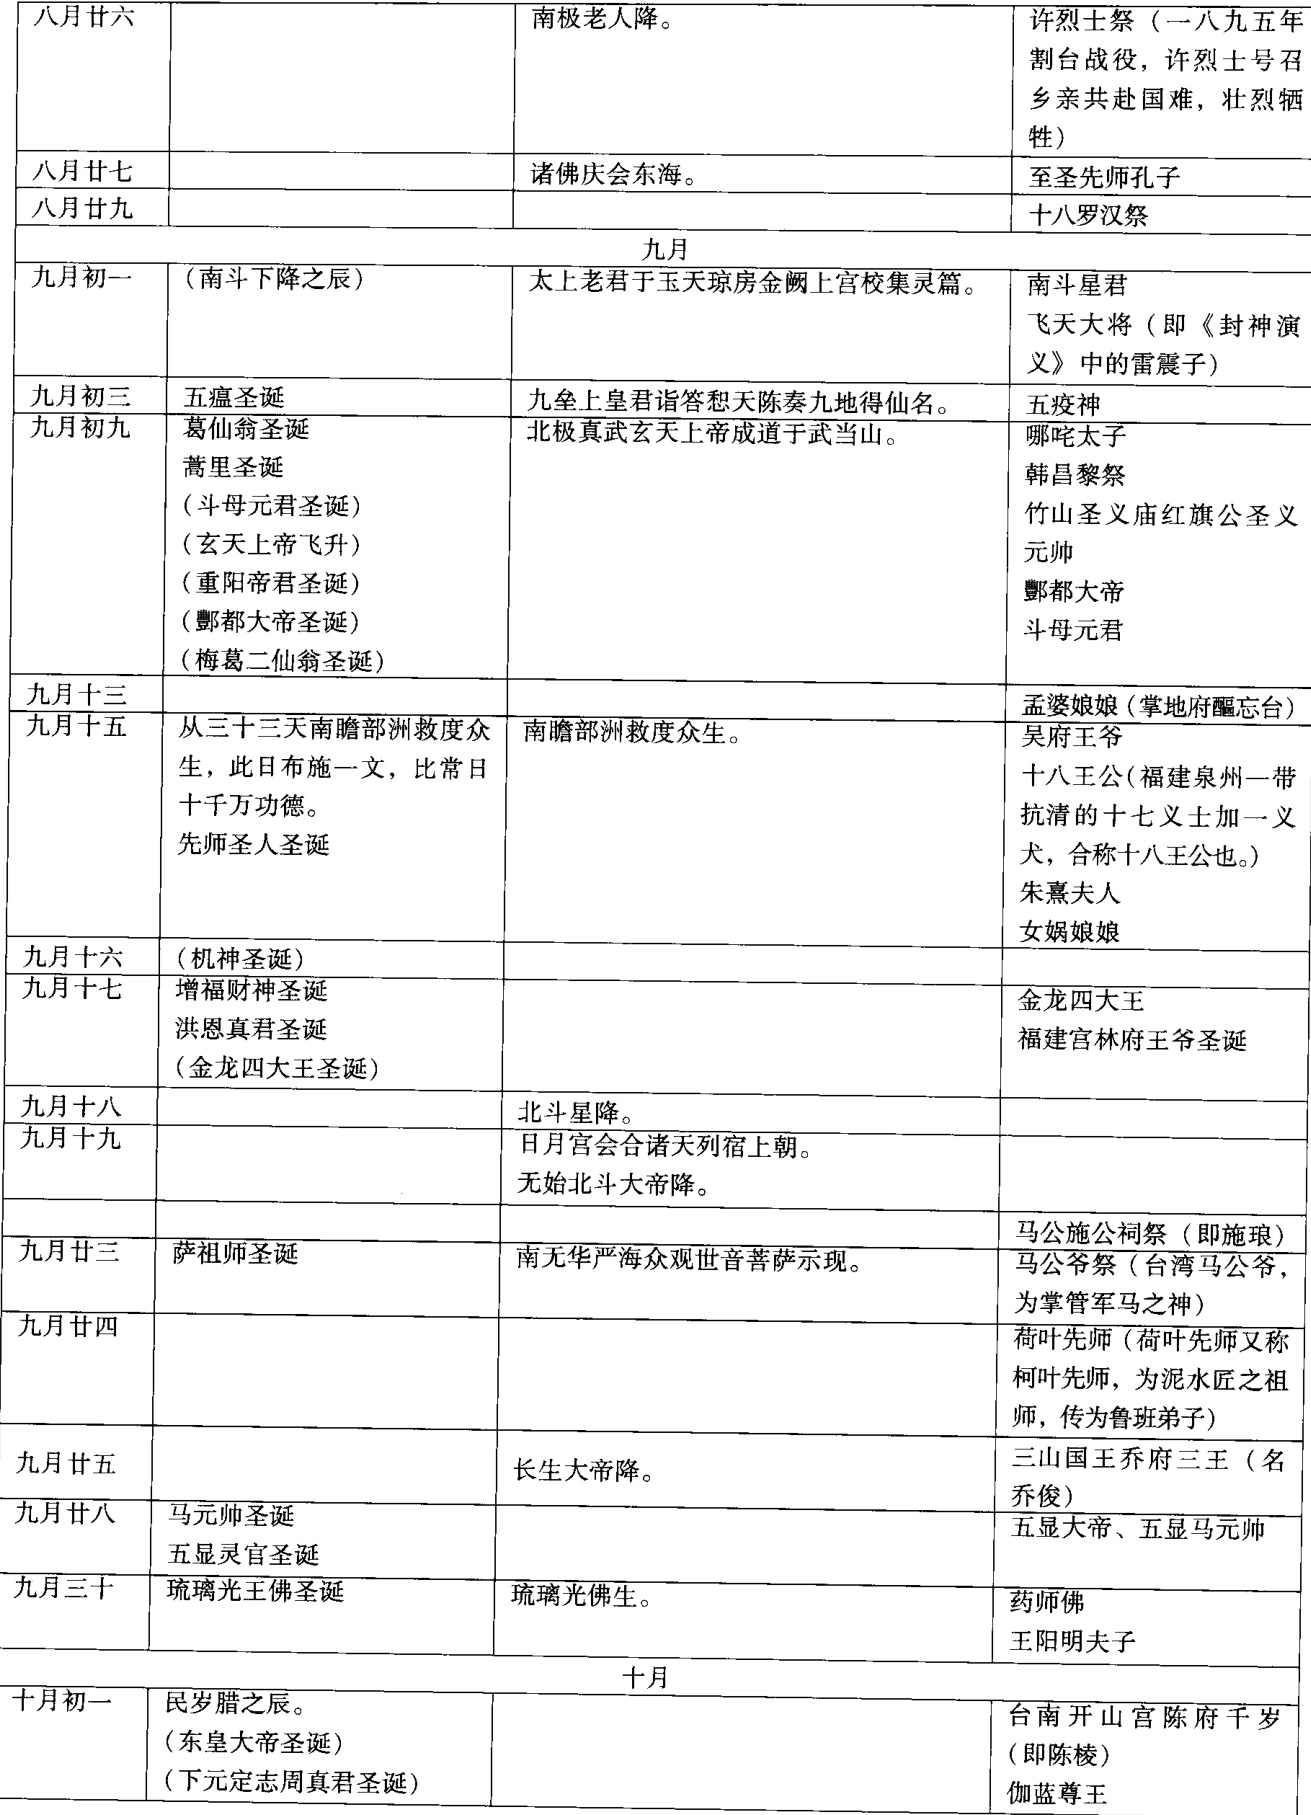 八月廿六
南极老人降。
许烈士祭（一八九五年
割台战役，许烈士号召
乡亲共赴国难，壮烈牺
牲）
八月廿七
诸佛庆会东海。
至圣先师孔子
八月廿九
十八罗汉祭
九月
九月初一
（南斗下降之辰）
太上老君于玉天琼房金阙上宫校集灵篇。
南斗星君
飞天大将（即《封神演
义》中的雷震子）
九月初三
五瘟圣诞
九垒上皇君诣答恕天陈奏九地得仙名。
五疫神
九月初九
葛仙翁圣诞
蒿里圣诞
（斗母元君圣诞）
（玄天上帝飞升）
（重阳帝君圣诞）
（酆都大帝圣诞）
（梅葛二仙翁圣诞）
北极真武玄天上帝成道于武当山。
哪咤太子
韩昌黎祭
竹山圣义庙红旗公圣义
元帅
酆都大帝
斗母元君
九月十三
孟婆娘娘（掌地府醧忘台）
九月十五
从三十三天南瞻部洲救度众
生，此日布施一文，比常日
十千万功德。
先师圣人圣诞
南瞻部洲救度众生。
吴府王爷
十八王公（福建泉州一带
抗清的十七义士加一义
犬，合称十八王公也。）
朱熹夫人
女娲娘娘
九月十六
（机神圣诞）
九月十七
增福财神圣诞
洪恩真君圣诞
（金龙四大王圣诞）
金龙四大王
福建宫林府王爷圣诞
九月十八
北斗星降。
九月十九
日月宫会合诸天列宿上朝。
无始北斗大帝降。
马公施公祠祭（即施琅）
九月廿三
萨祖师圣诞
南无华严海众观世音菩萨示现。
马公爷祭（台湾马公爷，
为掌管军马之神）
九月廿四
荷叶先师（荷叶先师又称
柯叶先师，为泥水匠之祖
师，传为鲁班弟子）
九月廿五
长生大帝降。
三山国王乔府三王（名
乔俊）
九月廿八
马元帅圣诞
五显灵官圣诞
五显大帝、五显马元帅
九月三十
琉璃光王佛圣诞
琉璃光佛生。
药师佛
王阳明夫子
十月
十月初一
民岁腊之辰。
（东皇大帝圣诞）
（下元定志周真君圣诞）
台南开山宫陈府千岁
（即陈棱）
伽蓝尊王